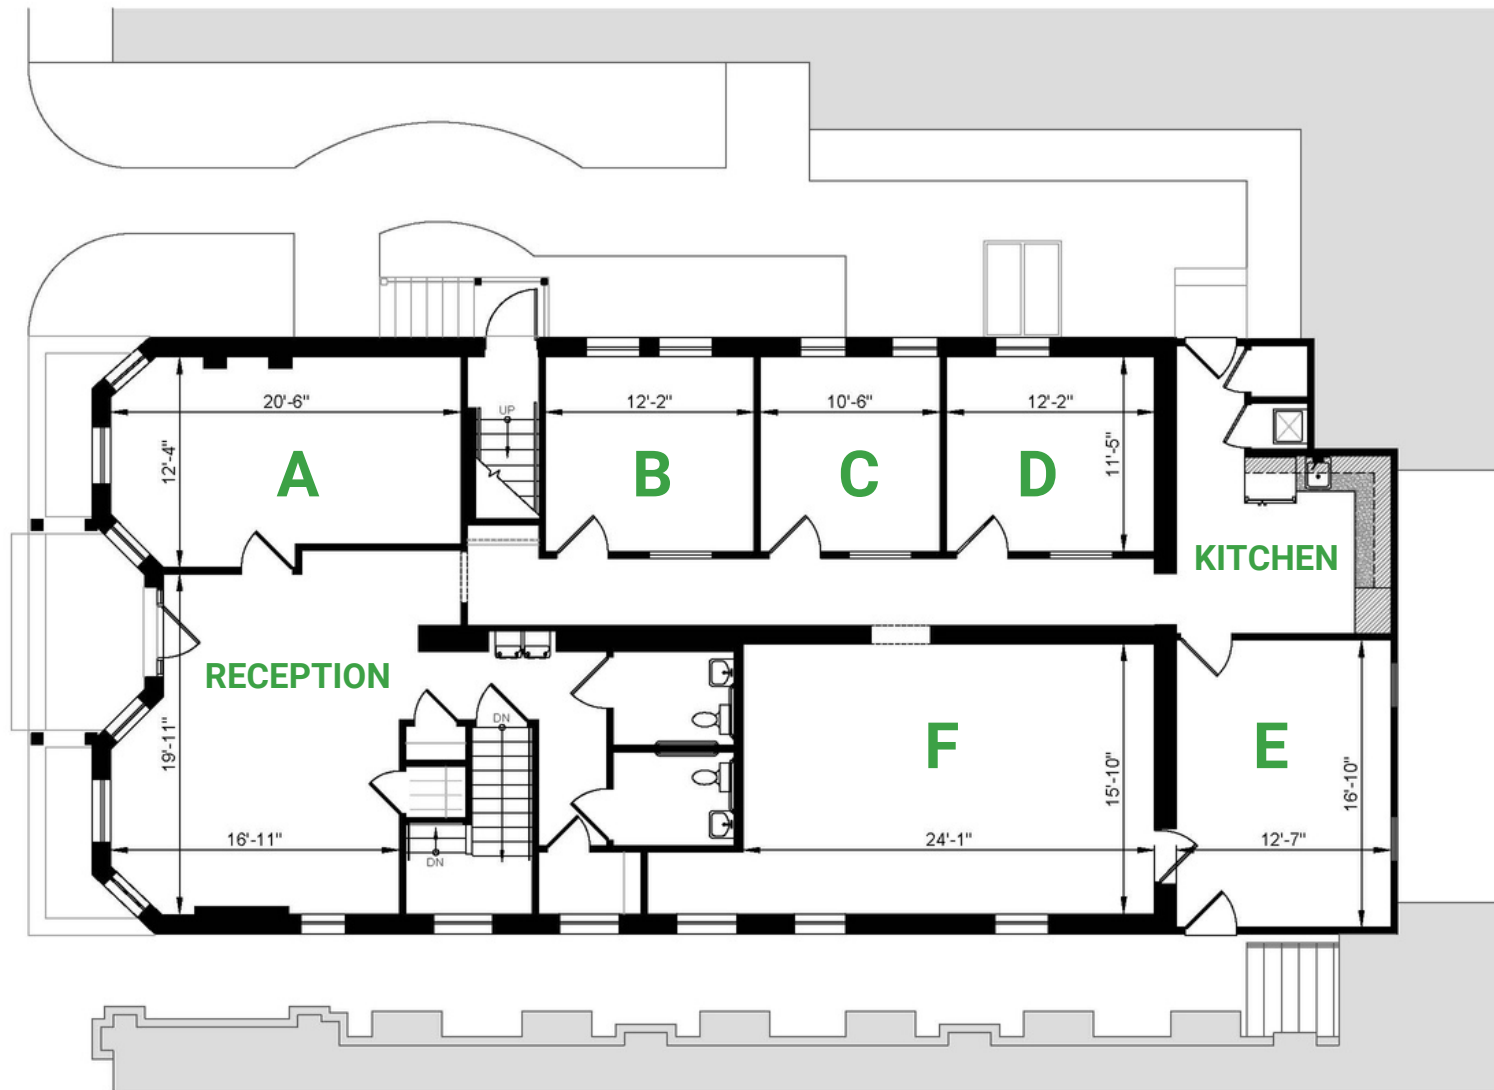 UP
20'-6"
12'-2"
10'-6"
12'-2"
12'-4"
11'-5"
A
B
C
D
KITCHEN
RECEPTION
DN
19'-11"
F
E
15'-10"
16'-10"
16'-11"
24'-1"
12'-7"
DN